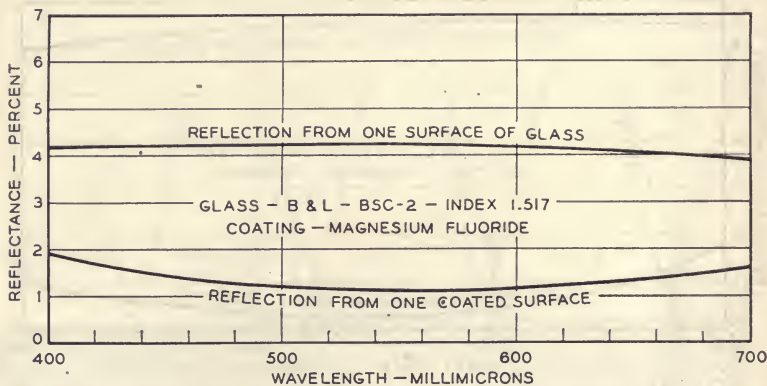 7
6
5
4
3
2
1
0
REFLECTANCE — PERCENT
REFLECTION FROM ONE SURFACE OF GLASS
GLASS — B & L — BSC-2 — INDEX 1.517
COATING — MAGNESIUM FLUORIDE
REFLECTION FROM ONE COATED SURFACE
400 500 600 700
WAVELENGTH — MILLIMICRONS